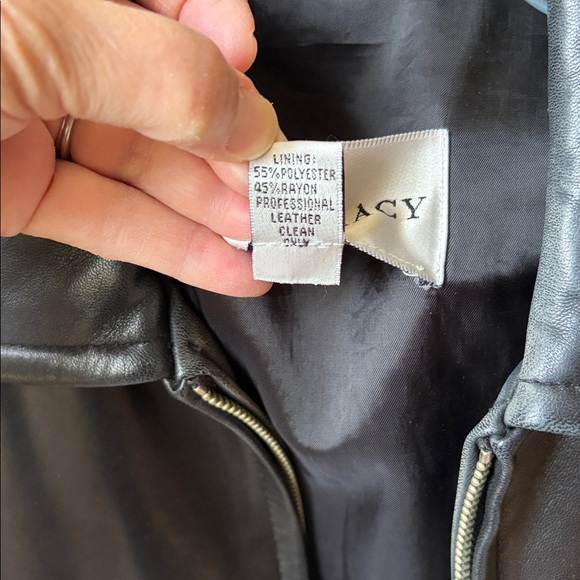 LINING:
55%POLYESTER
45%RAYON
PROFESSIONAL
LEATHER
CLEAN
ONLY
ACY